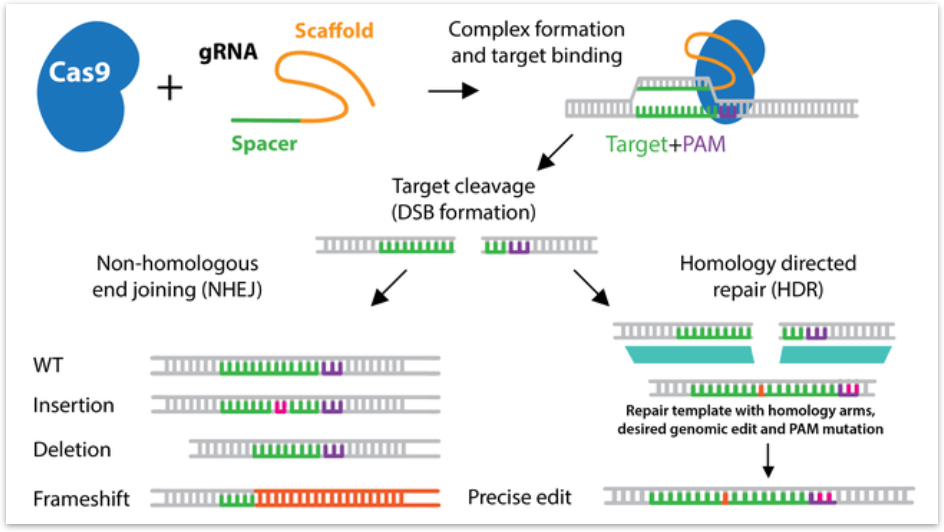 Cas9
+
gRNA
Scaffold
Spacer
Complex formation
and target binding
Target+PAM
Target cleavage
(DSB formation)
Non-homologous
end joining (NHEJ)
WT
Insertion
Deletion
Frameshift
Homology directed
repair (HDR)
Repair template with homology arms,
desired genomic edit and PAM mutation
Precise edit